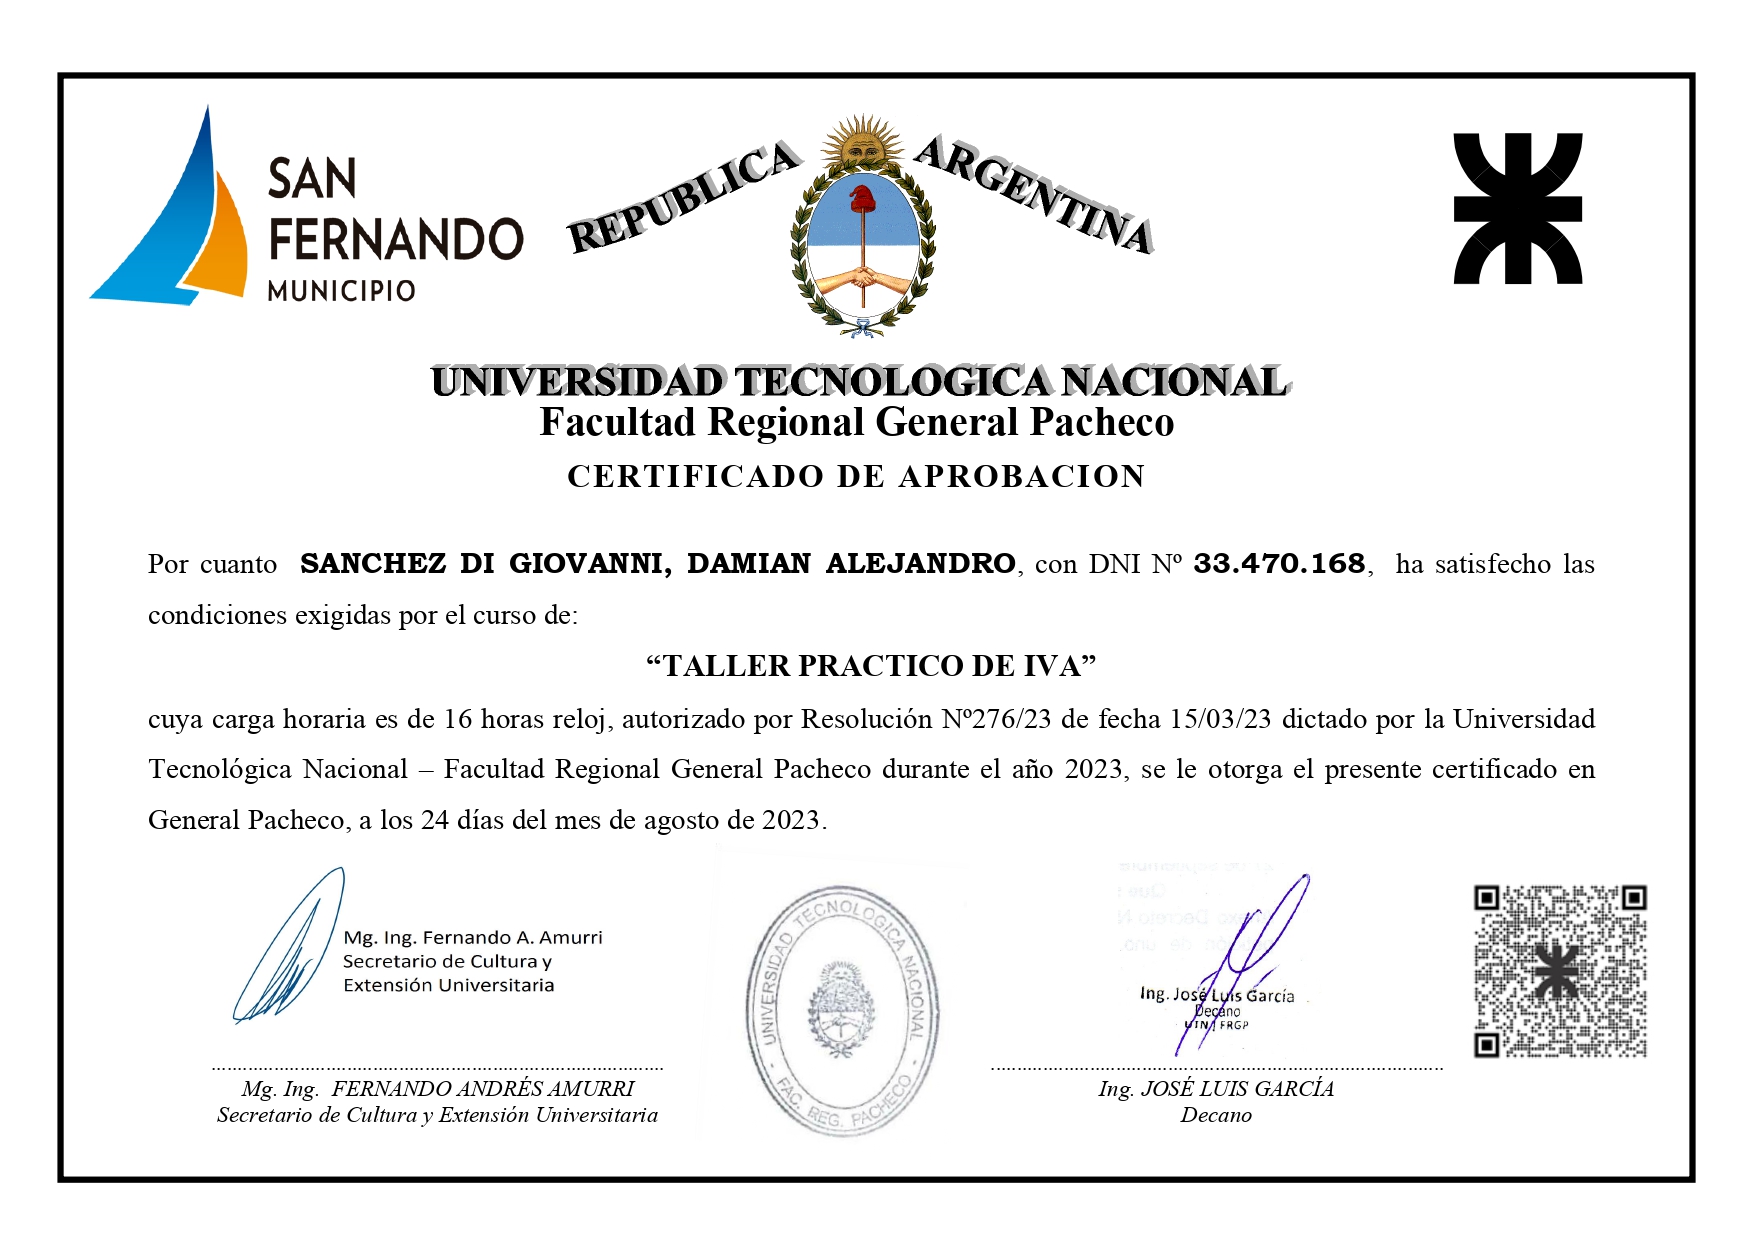 SAN
FERNANDO
MUNICIPIO
REPUBLICA ARGENTINA
UNIVERSIDAD TECNOLOGICA NACIONAL
Facultad Regional General Pacheco
CERTIFICADO DE APROBACION
Por cuanto SANCHEZ DI GIOVANNI, DAMIAN ALEJANDRO, con DNI Nº 33.470.168, ha satisfecho las
condiciones exigidas por el curso de:
“TALLER PRACTICO DE IVA”
cuya carga horaria es de 16 horas reloj, autorizado por Resolución Nº276/23 de fecha 15/03/23 dictado por la Universidad
Tecnológica Nacional – Facultad Regional General Pacheco durante el año 2023, se le otorga el presente certificado en
General Pacheco, a los 24 días del mes de agosto de 2023.
Mg. Ing. Fernando A. Amurri
Secretario de Cultura y
Extensión Universitaria
UNIVERSIDAD TECNOLOGICA NACIONAL
- FAC. REG. PACHECO -
Ing. José Luis García
Decano
UTN FRGP
Mg. Ing. FERNANDO ANDRÉS AMURRI
Secretario de Cultura y Extensión Universitaria
Ing. JOSÉ LUIS GARCÍA
Decano